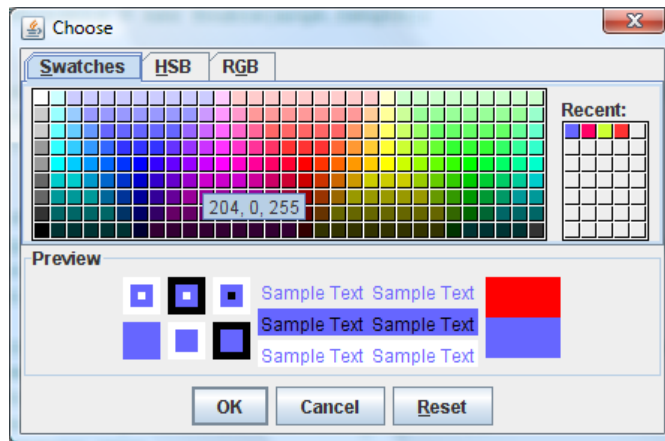 Choose
Swatches HSB RGB
Recent:
204, 0, 255
Preview
Sample Text Sample Text
Sample Text Sample Text
Sample Text Sample Text
OK Cancel Reset